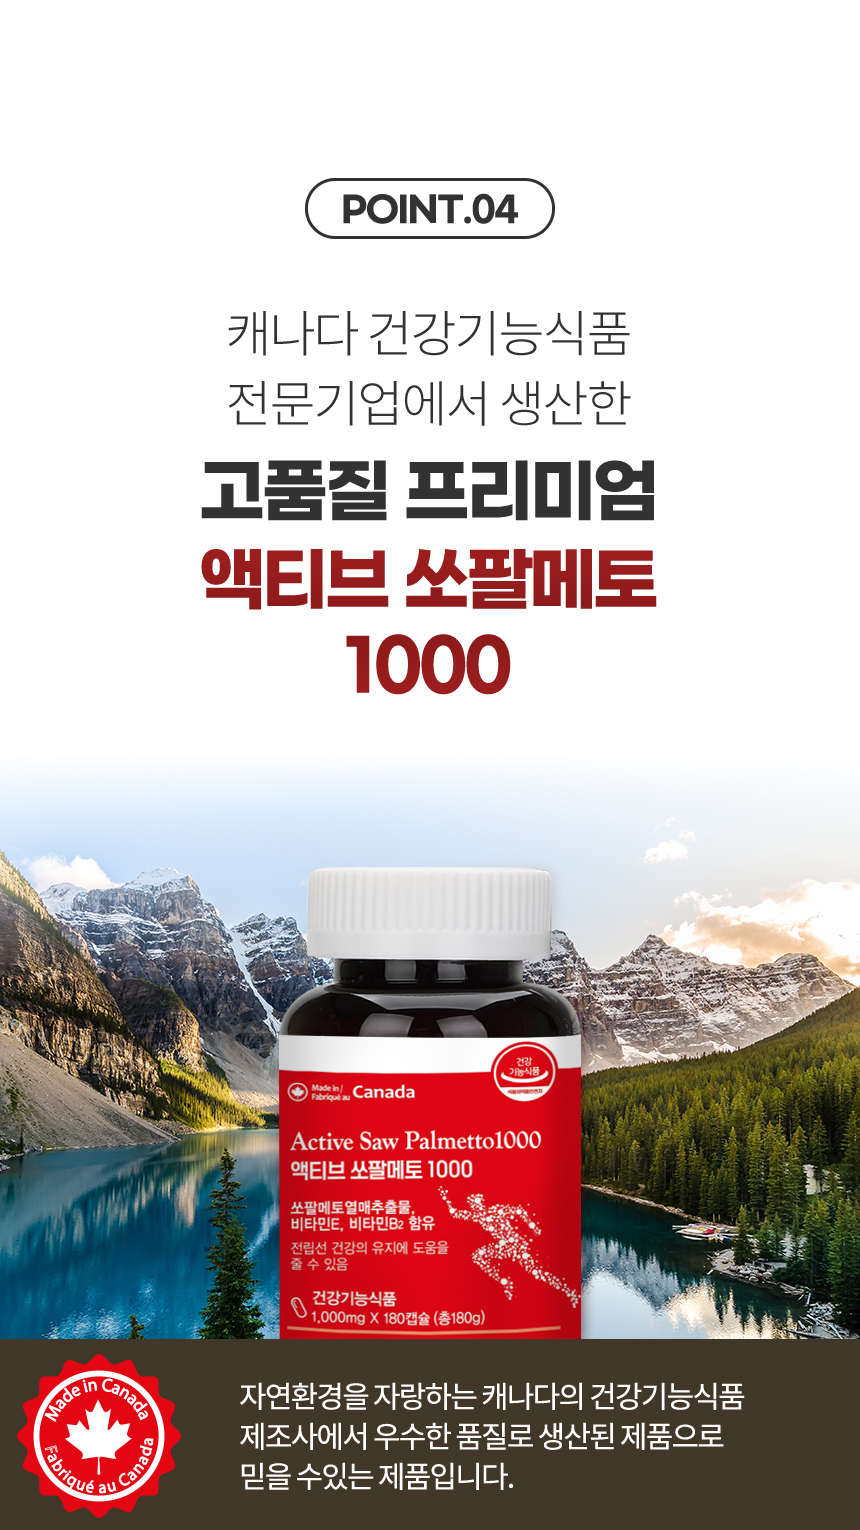 POINT.04
캐나다 건강기능식품
전문기업에서 생산한
고품질 프리미엄
액티브 쏘팔메토
1000
건강
기능식품
식품의약품안전처
Made in /
Fabriqué au Canada
Active Saw Palmetto1000
액티브 쏘팔메토 1000
쏘팔메토열매추출물,
비타민E, 비타민B2 함유
전립선 건강의 유지에 도움을
줄 수 있음
건강기능식품
1,000mg X 180캡슐 (총180g)
Made in Canada
Fabriqué au Canada
자연환경을 자랑하는 캐나다의 건강기능식품
제조사에서 우수한 품질로 생산된 제품으로
믿을 수있는 제품입니다.